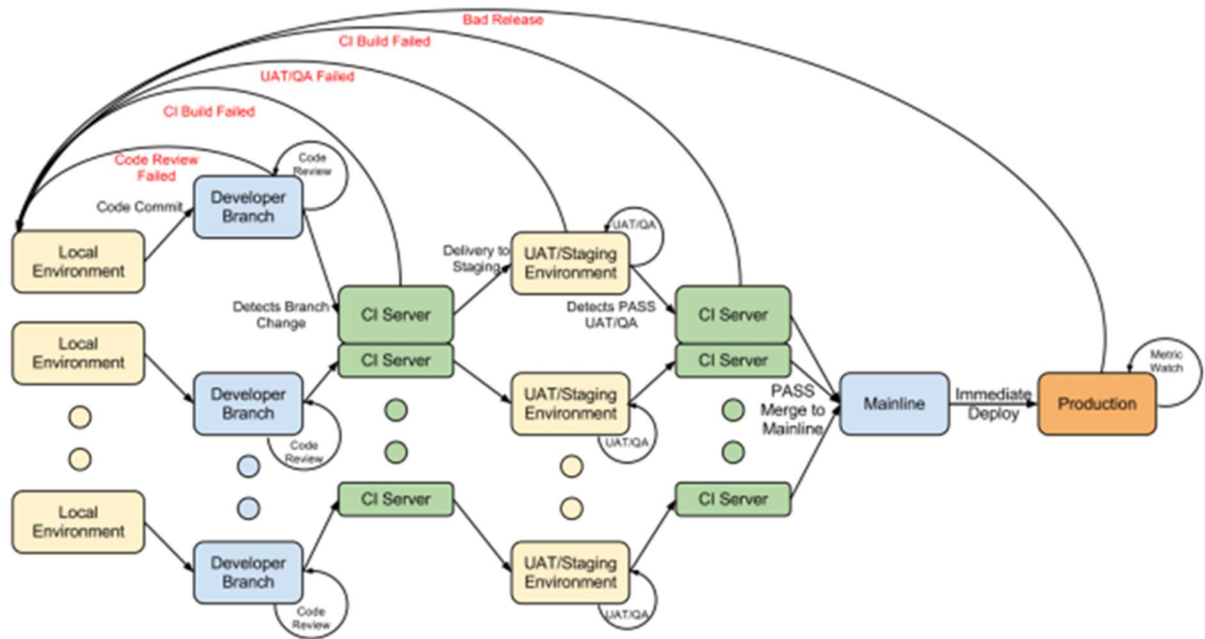 Bad Release
CI Build Failed
UAT/QA Failed
CI Build Failed
Code Review
Failed
Code
Review
Code Commit
Developer
Branch
Local
Environment
Detects Branch
Change
CI Server
Delivery to
Staging
UAT/QA
UAT/Staging
Environment
Detects PASS
UAT/QA
CI Server
Local
Environment
Developer
Branch
Code
Review
CI Server
UAT/Staging
Environment
UAT/QA
CI Server
PASS
Merge to
Mainline
Mainline
Immediate
Deploy
Production
Metric
Watch
Local
Environment
Developer
Branch
Code
Review
CI Server
UAT/Staging
Environment
UAT/QA
CI Server